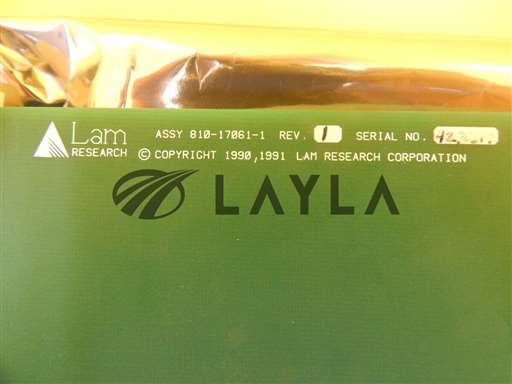 Lam
RESEARCH
ASSY 810-17061-1 REV. 1 SERIAL NO.
© COPYRIGHT 1990,1991 LAM RESEARCH CORPORATION
LAYLA